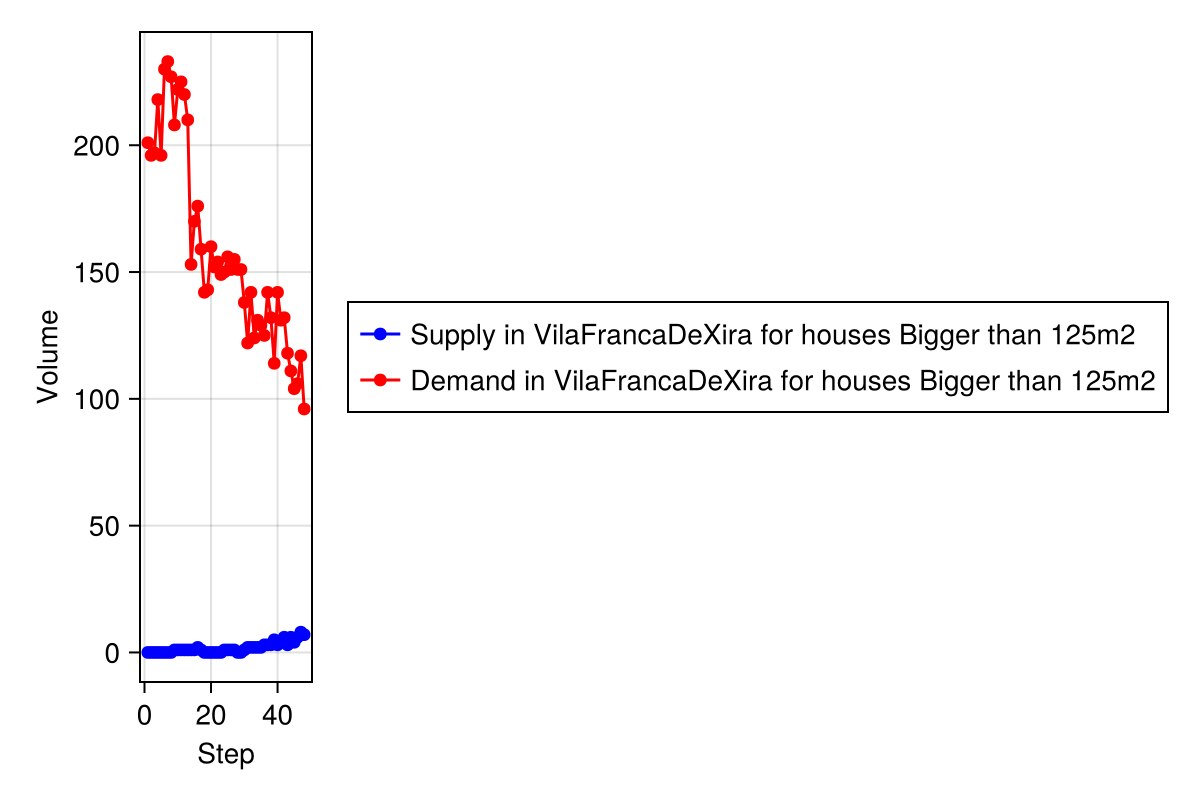 Volume
200
150
100
50
0
0 20 40
Step
Supply in VilaFrancaDeXira for houses Bigger than 125m2
Demand in VilaFrancaDeXira for houses Bigger than 125m2